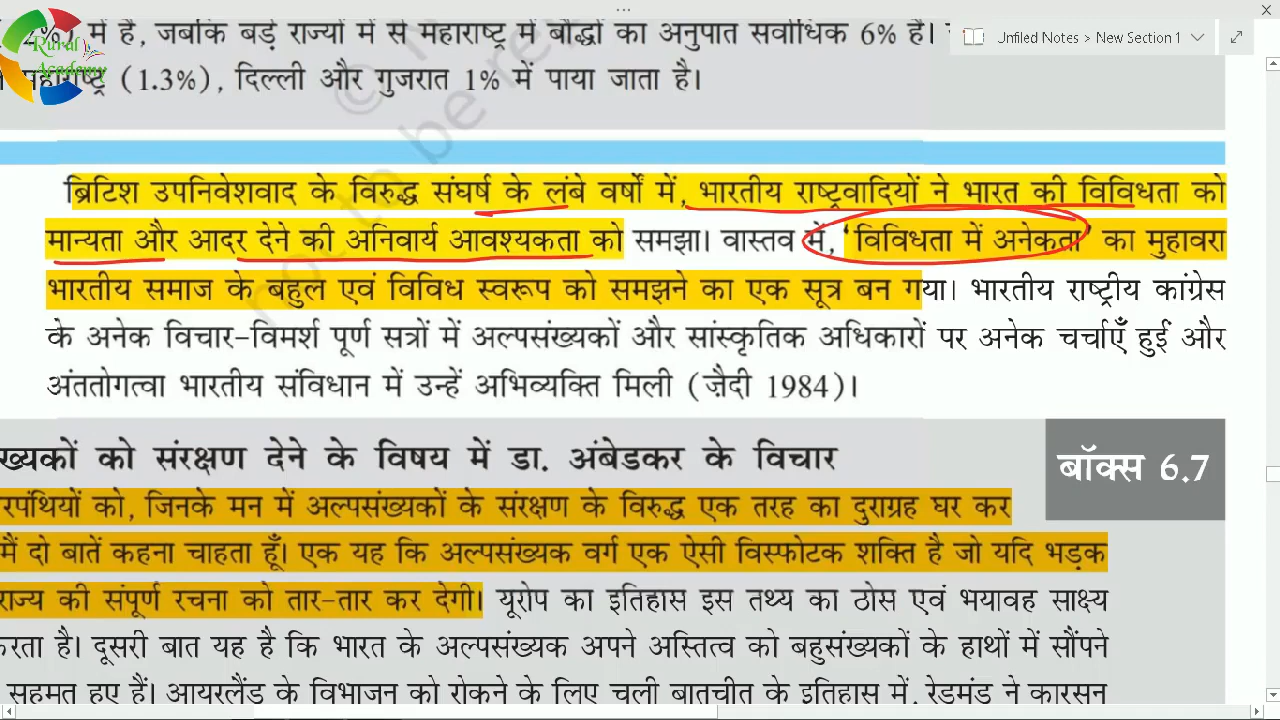 में है, जबकि बड़े राज्यों में से महाराष्ट्र में बौद्धों का अनुपात सर्वाधिक 6% है।
Rural Academy
(1.3%), दिल्ली और गुजरात 1% में पाया जाता है।
Unfiled Notes > New Section 1
ब्रिटिश उपनिवेशवाद के विरुद्ध संघर्ष के लंबे वर्षों में, भारतीय राष्ट्रवादियों ने भारत की विविधता को
मान्यता और आदर देने की अनिवार्य आवश्यकता को समझा। वास्तव में, 'विविधता में अनेकता' का मुहावरा
भारतीय समाज के बहुल एवं विविध स्वरूप को समझने का एक सूत्र बन गया। भारतीय राष्ट्रीय कांग्रेस
के अनेक विचार-विमर्श पूर्ण सत्रों में अल्पसंख्यकों और सांस्कृतिक अधिकारों पर अनेक चर्चाएँ हुईं और
अंततोगत्वा भारतीय संविधान में उन्हें अभिव्यक्ति मिली (ज़ैदी 1984)।
ख्यकों को संरक्षण देने के विषय में डा. अंबेडकर के विचार
बॉक्स 6.7
रपंथियों को, जिनके मन में अल्पसंख्यकों के संरक्षण के विरुद्ध एक तरह का दुराग्रह घर कर
मैं दो बातें कहना चाहता हूँ। एक यह कि अल्पसंख्यक वर्ग एक ऐसी विस्फोटक शक्ति है जो यदि भड़क
राज्य की संपूर्ण रचना को तार-तार कर देगी। यूरोप का इतिहास इस तथ्य का ठोस एवं भयावह साक्ष्य
करता है। दूसरी बात यह है कि भारत के अल्पसंख्यक अपने अस्तित्व को बहुसंख्यकों के हाथों में सौंपने
सहमत हुए हैं। आयरलैंड के विभाजन को रोकने के लिए चली बातचीत के इतिहास में, रेडमंड ने कारसन